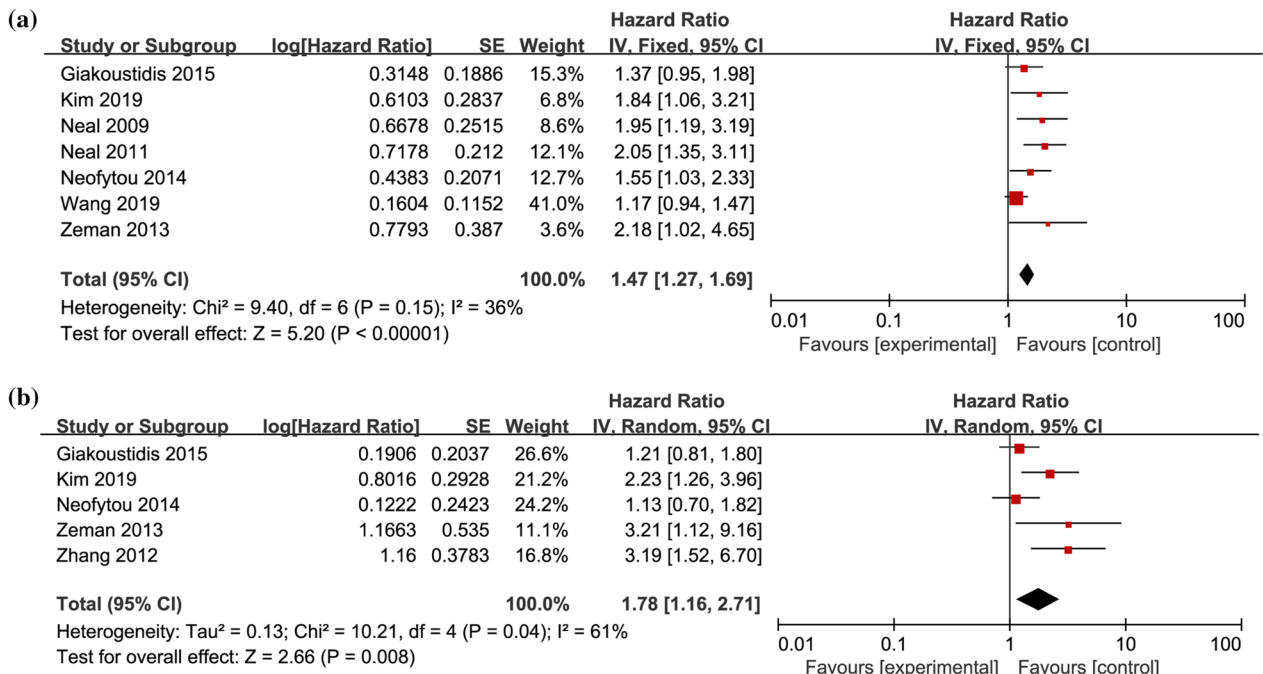 (a)
Hazard Ratio Hazard Ratio
Study or Subgroup log[Hazard Ratio] SE Weight IV, Fixed, 95% CI IV, Fixed, 95% CI
Giakoustidis 2015 0.3148 0.1886 15.3% 1.37 [0.95, 1.98]
Kim 2019 0.6103 0.2837 6.8% 1.84 [1.06, 3.21]
Neal 2009 0.6678 0.2515 8.6% 1.95 [1.19, 3.19]
Neal 2011 0.7178 0.212 12.1% 2.05 [1.35, 3.11]
Neofytou 2014 0.4383 0.2071 12.7% 1.55 [1.03, 2.33]
Wang 2019 0.1604 0.1152 41.0% 1.17 [0.94, 1.47]
Zeman 2013 0.7793 0.387 3.6% 2.18 [1.02, 4.65]
Total (95% CI) 100.0% 1.47 [1.27, 1.69]
Heterogeneity: Chi² = 9.40, df = 6 (P = 0.15); I² = 36%
Test for overall effect: Z = 5.20 (P < 0.00001)
0.01 0.1 1 10 100
Favours [experimental] Favours [control]
(b)
Hazard Ratio Hazard Ratio
Study or Subgroup log[Hazard Ratio] SE Weight IV, Random, 95% CI IV, Random, 95% CI
Giakoustidis 2015 0.1906 0.2037 26.6% 1.21 [0.81, 1.80]
Kim 2019 0.8016 0.2928 21.2% 2.23 [1.26, 3.96]
Neofytou 2014 0.1222 0.2423 24.2% 1.13 [0.70, 1.82]
Zeman 2013 1.1663 0.535 11.1% 3.21 [1.12, 9.16]
Zhang 2012 1.16 0.3783 16.8% 3.19 [1.52, 6.70]
Total (95% CI) 100.0% 1.78 [1.16, 2.71]
Heterogeneity: Tau² = 0.13; Chi² = 10.21, df = 4 (P = 0.04); I² = 61%
Test for overall effect: Z = 2.66 (P = 0.008)
0.01 0.1 1 10 100
Favours [experimental] Favours [control]